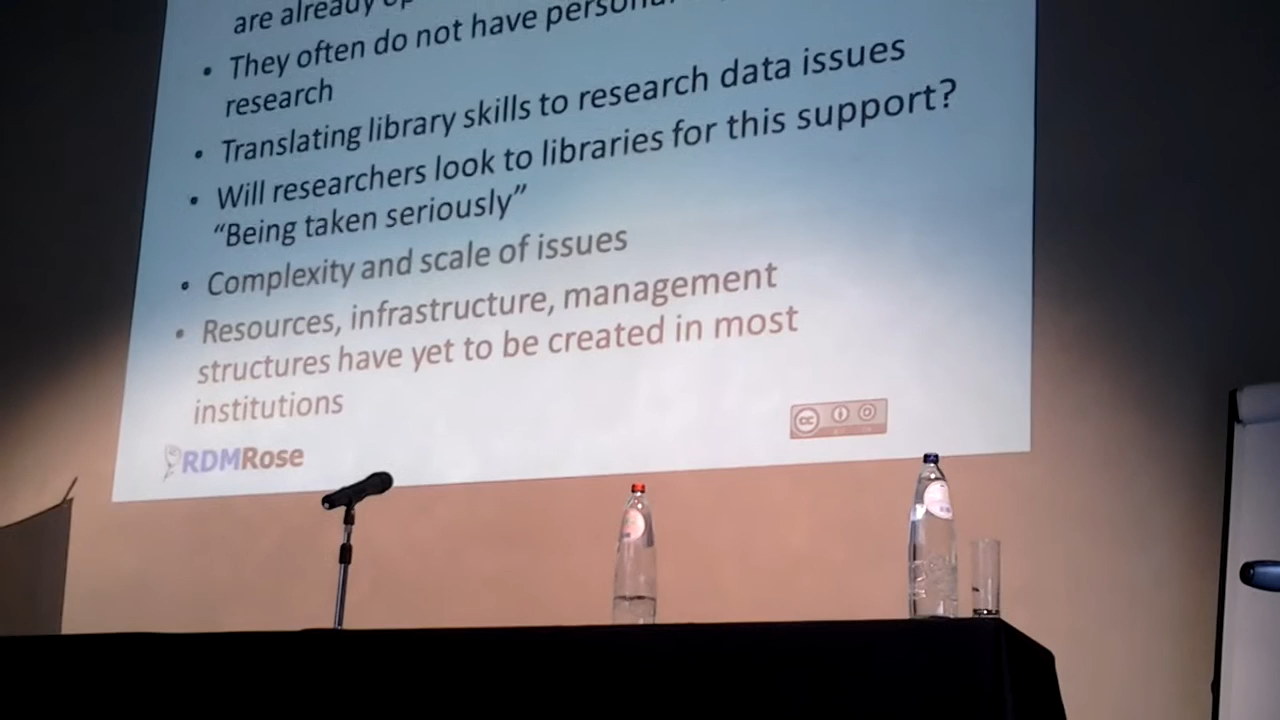 are already
• They often do not have
research
• Translating library skills to research data issues
• Will researchers look to libraries for this support?
“Being taken seriously”
• Complexity and scale of issues
• Resources, infrastructure, management
structures have yet to be created in most
institutions
RDMRose
cc